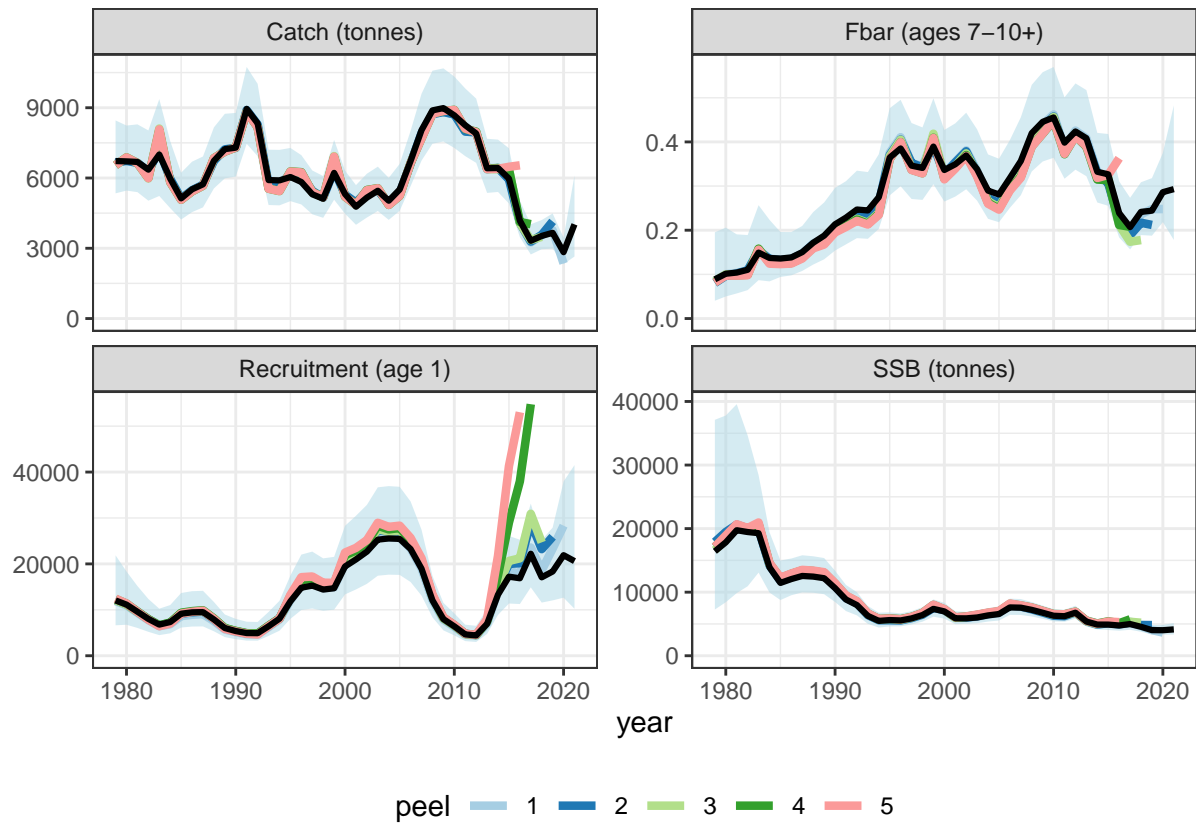 Catch (tonnes)
Fbar (ages 7−10+)
9000
6000
3000
0
0.4
0.2
0.0
Recruitment (age 1)
SSB (tonnes)
40000
20000
0
40000
30000
20000
10000
0
1980 1990 2000 2010 2020
1980 1990 2000 2010 2020
year
peel 1 2 3 4 5